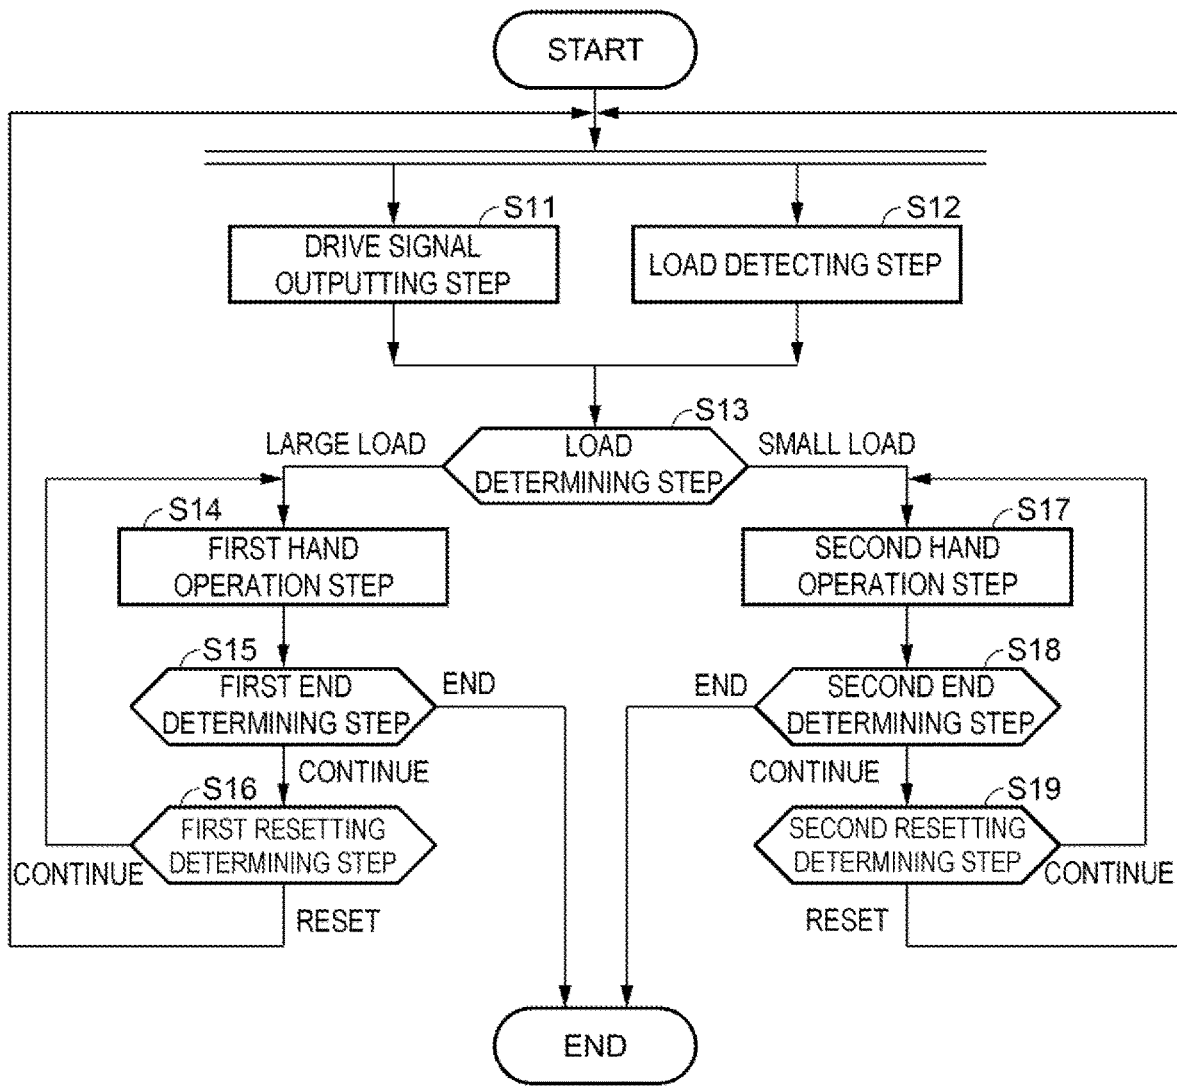 START
S11
S12
DRIVE SIGNAL
OUTPUTTING STEP
LOAD DETECTING STEP
S13
LARGE LOAD
LOAD
DETERMINING STEP
SMALL LOAD
S14
FIRST HAND
OPERATION STEP
S17
SECOND HAND
OPERATION STEP
S15
FIRST END
DETERMINING STEP
END
CONTINUE
S18
END
SECOND END
DETERMINING STEP
CONTINUE
S16
FIRST RESETTING
DETERMINING STEP
CONTINUE
RESET
S19
SECOND RESETTING
DETERMINING STEP
CONTINUE
RESET
END